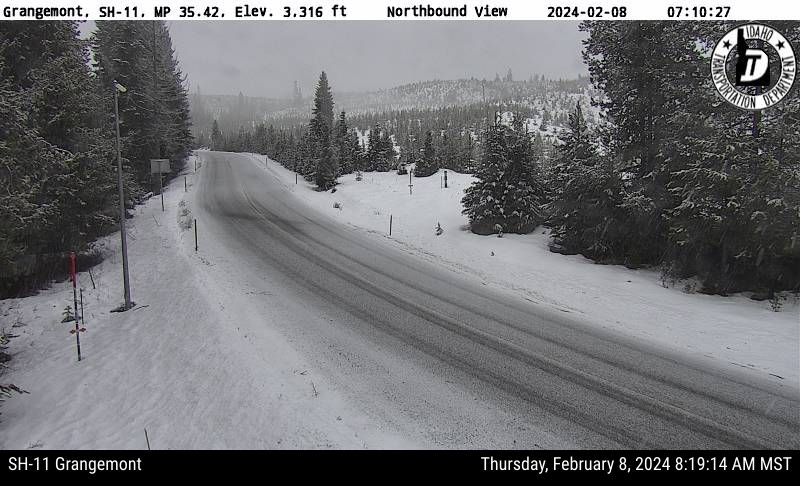 Grangemont, SH-11, MP 35.42, Elev. 3,316 ft Northbound View 2024-02-08 07:10:27
IDAHO
TRANSPORTATION DEPARTMENT
SH-11 Grangemont Thursday, February 8, 2024 8:19:14 AM MST